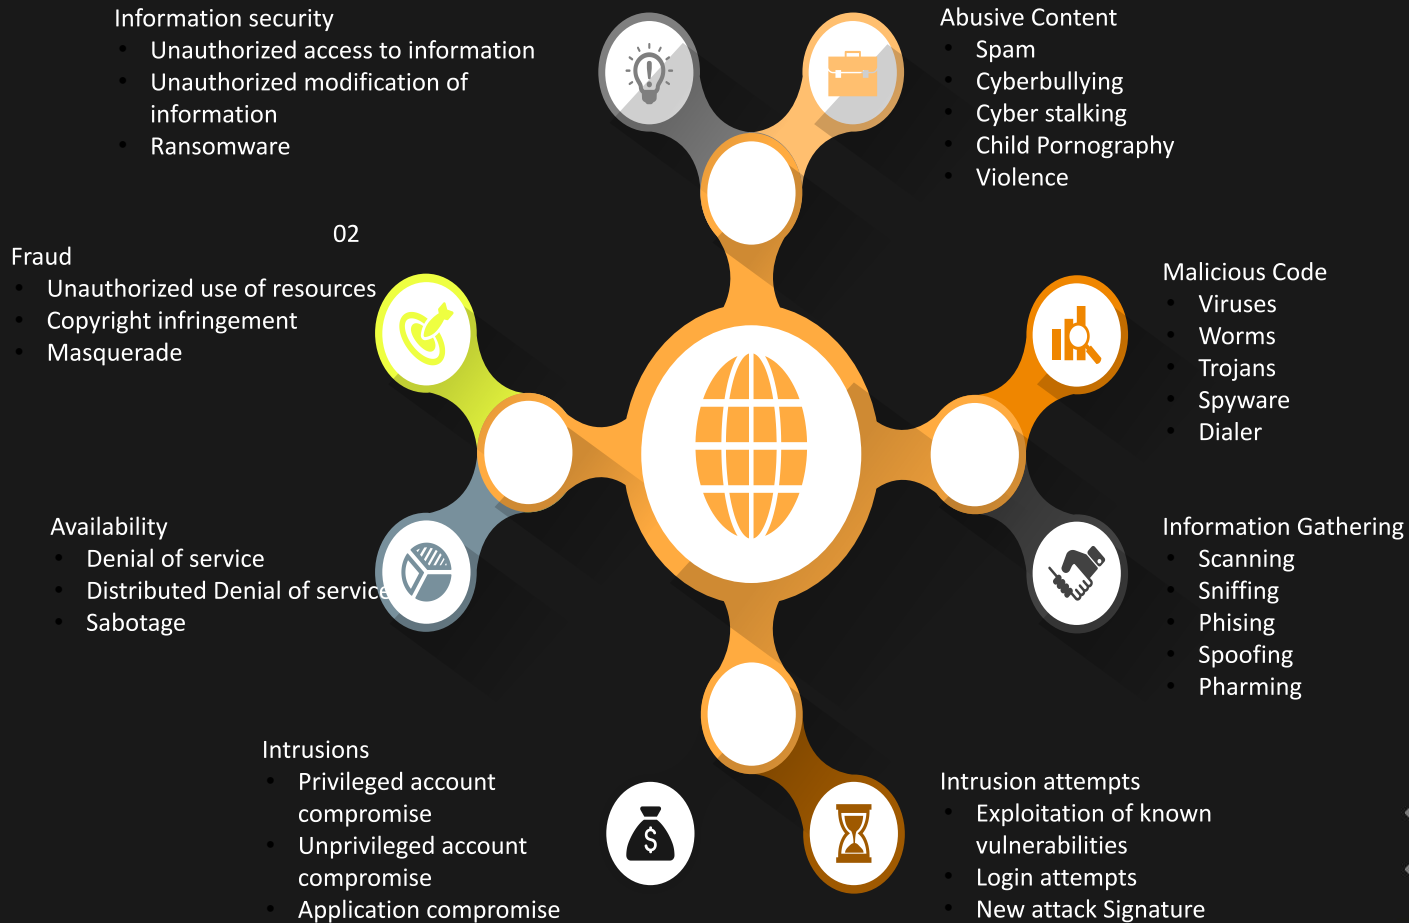 Information security
• Unauthorized access to information
• Unauthorized modification of
information
• Ransomware
Abusive Content
• Spam
• Cyberbullying
• Cyber stalking
• Child Pornography
• Violence
02
Fraud
• Unauthorized use of resources
• Copyright infringement
• Masquerade
Malicious Code
• Viruses
• Worms
• Trojans
• Spyware
• Dialer
Availability
• Denial of service
• Distributed Denial of service
• Sabotage
Information Gathering
• Scanning
• Sniffing
• Phising
• Spoofing
• Pharming
Intrusions
• Privileged account
compromise
• Unprivileged account
compromise
• Application compromise
$
Intrusion attempts
• Exploitation of known
vulnerabilities
• Login attempts
• New attack Signature